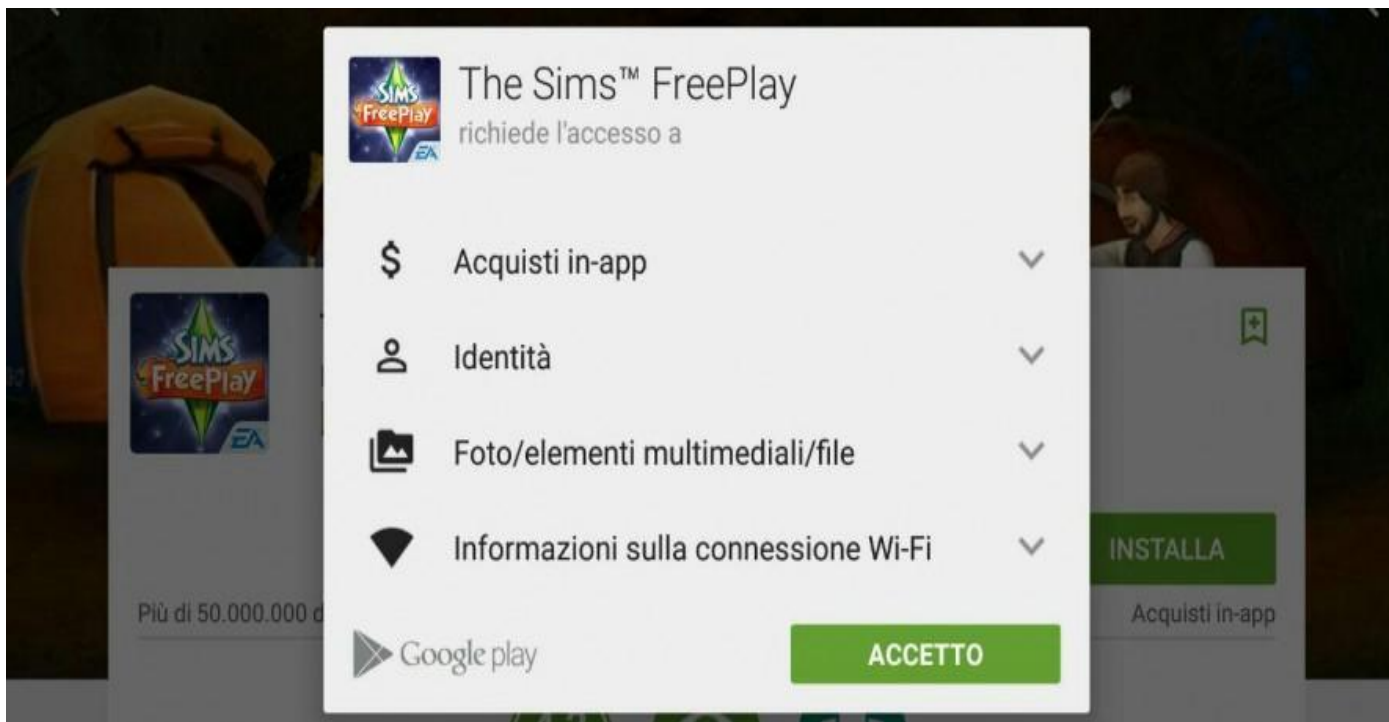 The Sims™ FreePlay
richiede l'accesso a
SIMS
FreePlay
EA
Acquisti in-app
Identità
Foto/elementi multimediali/file
Informazioni sulla connessione Wi-Fi
Google play
ACCETTO
SIMS
FreePlay
EA
INSTALLA
Più di 50.000.000
Acquisti in-app